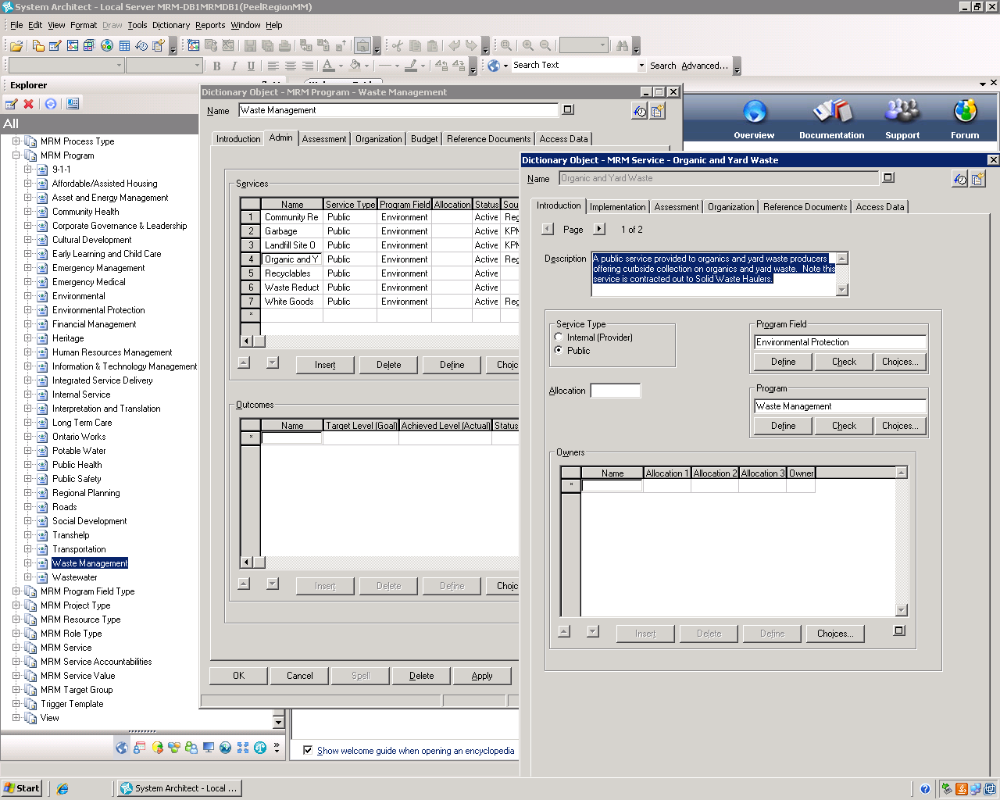 System Architect - Local Server MRM-DB1MRMDB1(PeelRegionMM)
File Edit View Format Draw Tools Dictionary Reports Window Help
B I U A Search Text Search Advanced...
Explorer
All
MRM Process Type
MRM Program
9-1-1
Affordable/Assisted Housing
Asset and Energy Management
Community Health
Corporate Governance & Leadership
Cultural Development
Early Learning and Child Care
Emergency Management
Emergency Medical
Environmental
Environmental Protection
Financial Management
Heritage
Human Resources Management
Information & Technology Management
Integrated Service Delivery
Internal Service
Interpretation and Translation
Long Term Care
Ontario Works
Potable Water
Public Health
Public Safety
Regional Planning
Roads
Social Development
Transhelp
Transportation
Waste Management
Wastewater
MRM Program Field Type
MRM Project Type
MRM Resource Type
MRM Role Type
MRM Service
MRM Service Accountabilities
MRM Service Value
MRM Target Group
Trigger Template
View
Dictionary Object - MRM Program - Waste Management
Name Waste Management
Introduction Admin Assessment Organization Budget Reference Documents Access Data
Services
Name Service Type Program Field Allocation Status Sou
1 Community Re Public Environment Active Reg
2 Garbage Public Environment Active KPM
3 Landfill Site O Public Environment Active KPM
4 Organic and Y Public Environment Active Reg
5 Recyclables Public Environment Active
6 Waste Reduct Public Environment Active
7 White Goods Public Environment Active Reg
*
Insert Delete Define Choic
Outcomes
Name Target Level (Goal) Achieved Level (Actual) Status
*
Insert Delete Define Choic
OK Cancel Spell Delete Apply
Show welcome guide when opening an encyclopedia
Overview Documentation Support Forum
Dictionary Object - MRM Service - Organic and Yard Waste
Name Organic and Yard Waste
Introduction Implementation Assessment Organization Reference Documents Access Data
Page 1 of 2
Description A public service provided to organics and yard waste producers
offering curbside collection on organics and yard waste. Note this
service is contracted out to Solid Waste Haulers.
Service Type
Internal (Provider)
Public
Program Field
Environmental Protection
Define Check Choices...
Allocation
Program
Waste Management
Define Check Choices...
Owners
Name Allocation 1 Allocation 2 Allocation 3 Owner
*
Insert Delete Define Choices...
Start System Architect - Local ...